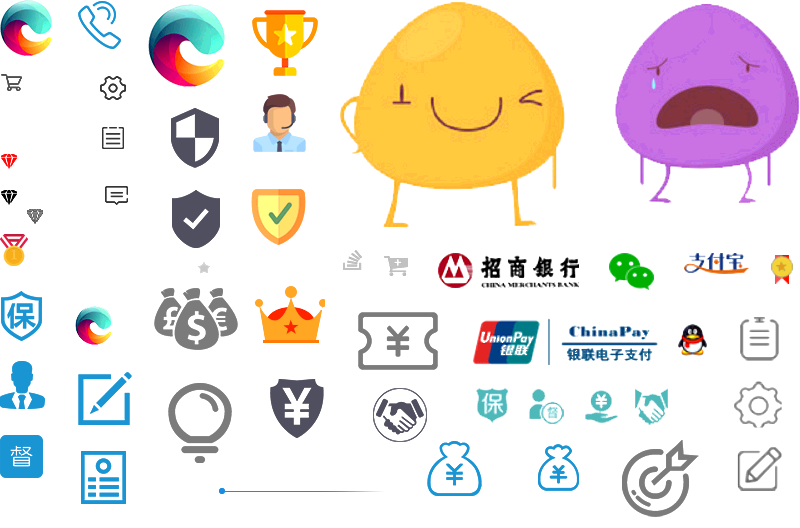 招商银行
CHINA MERCHANTS BANK
支付宝
保
£
$
€
¥
UnionPay
银联
ChinaPay
银联电子支付
¥
保
督
¥
督
¥
¥